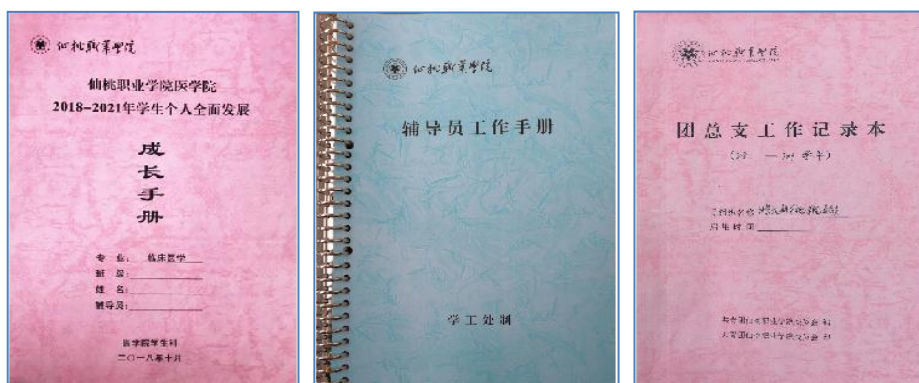 仙桃职业学院
仙桃职业学院医学院
2018-2021年学生个人全面发展
成
长
手
册
专 业: 临床医学
班 级:
姓 名:
辅导员:
医学院学生科
二〇一八年十月
仙桃职业学院
辅导员工作手册
学工处制
仙桃职业学院
团总支工作记录本
启用时间